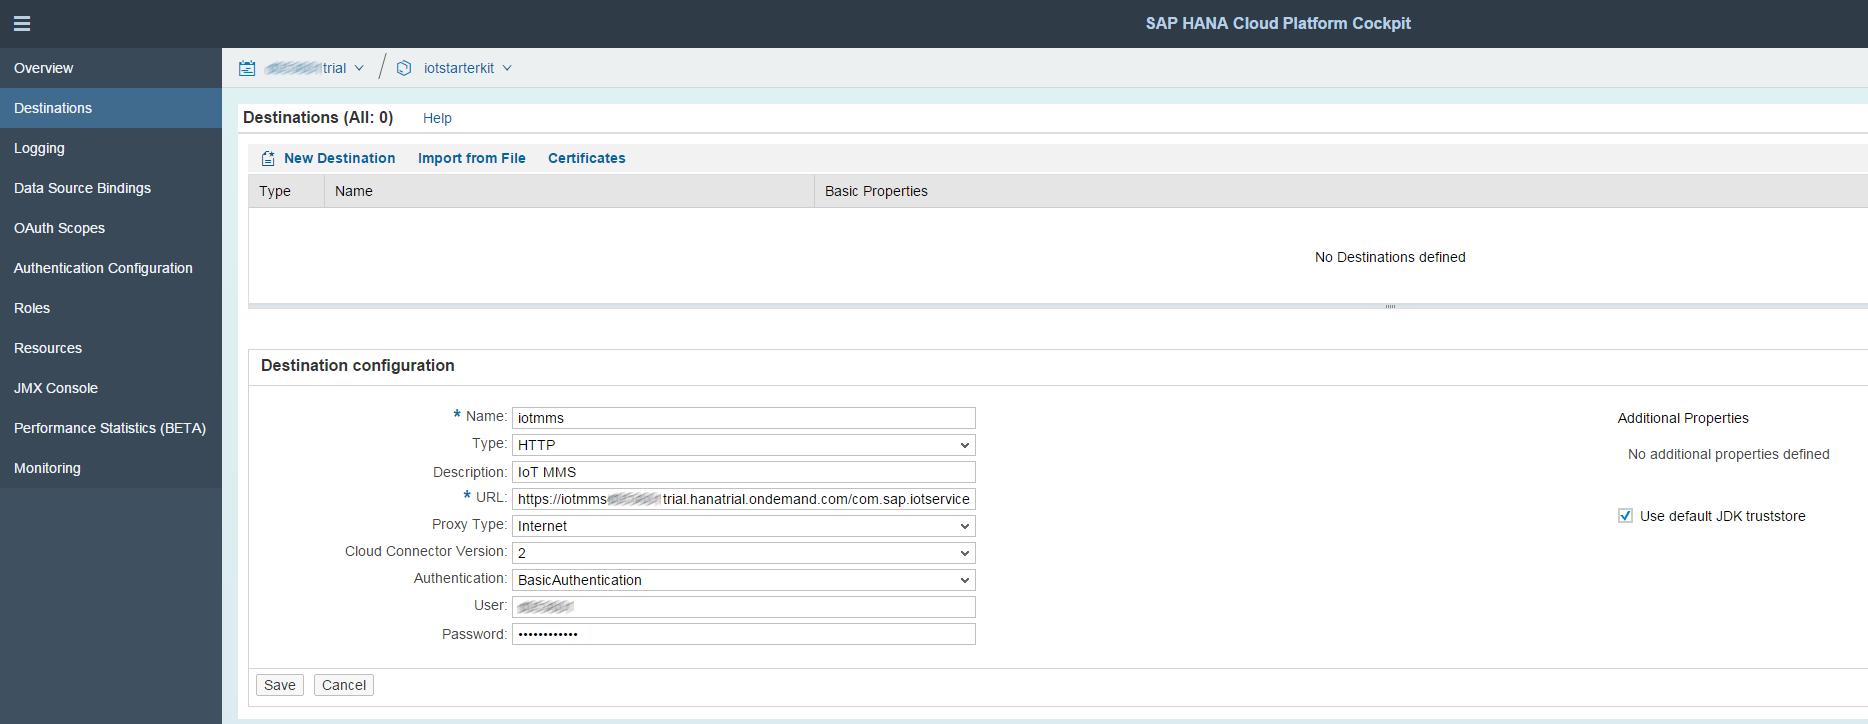 SAP HANA Cloud Platform Cockpit
Overview
Destinations
Logging
Data Source Bindings
OAuth Scopes
Authentication Configuration
Roles
Resources
JMX Console
Performance Statistics (BETA)
Monitoring
trial / iotstarterkit
Destinations (All: 0) Help
New Destination Import from File Certificates
Type Name Basic Properties
No Destinations defined
Destination configuration
* Name: iotmms
Type: HTTP
Description: IoT MMS
* URL: https://iotmms trial.hanatrial.ondemand.com/com.sap.iotservice
Proxy Type: Internet
Cloud Connector Version: 2
Authentication: BasicAuthentication
User:
Password: ••••••••••••
Additional Properties
No additional properties defined
Use default JDK truststore
Save Cancel